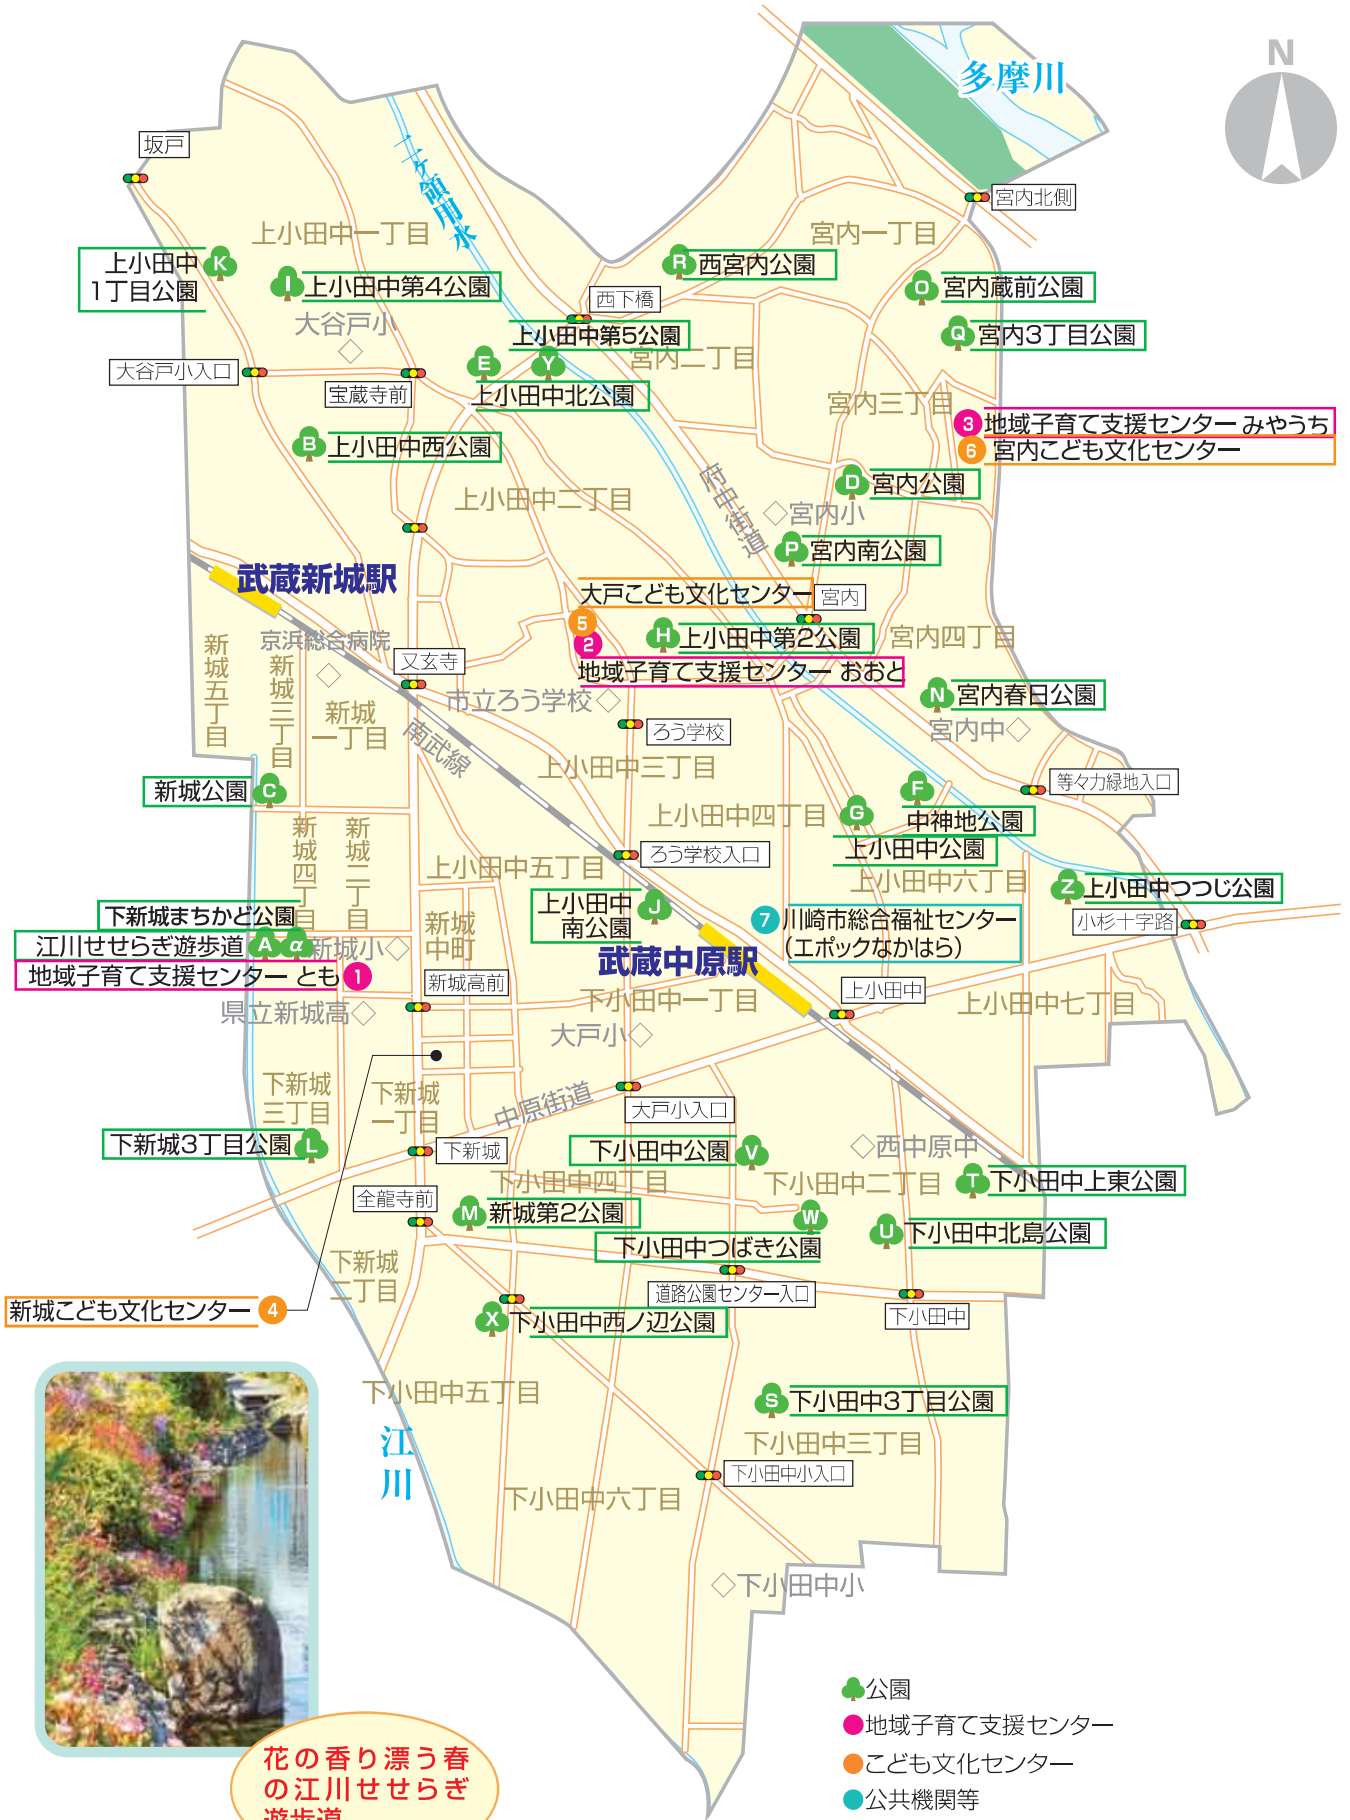 N
多摩川
坂戸
二ヶ領用水
宮内北側
上小田中一丁目
宮内一丁目
K
上小田中
1丁目公園
I
上小田中第4公園
R
西宮内公園
O
宮内蔵前公園
西下橋
大谷戸小
上小田中第5公園
Q
宮内3丁目公園
宮内二丁目
E
Y
大谷戸小入口
宝蔵寺前
上小田中北公園
宮内三丁目
3
地域子育て支援センター みやうち
6
宮内こども文化センター
B
上小田中西公園
府中街道
D
宮内公園
上小田中二丁目
宮内小
P
宮内南公園
武蔵新城駅
大戸こども文化センター
宮内
5
2
H
上小田中第2公園
宮内四丁目
地域子育て支援センター おおと
京浜総合病院
又玄寺
新城五丁目
新城三丁目
新城
一丁目
市立ろう学校
N
宮内春日公園
宮内中
南武線
ろう学校
上小田中三丁目
等々力緑地入口
新城公園
C
F
中神地公園
G
上小田中四丁目
上小田中公園
新城四丁目
新城二丁目
ろう学校入口
上小田中五丁目
上小田中六丁目
Z
上小田中つつじ公園
上小田中
南公園
J
下新城まちかど公園
新城
中町
7
川崎市総合福祉センター
（エポックなかはら）
小杉十字路
江川せせらぎ遊歩道
A
α
新城小
武蔵中原駅
地域子育て支援センター とも
1
新城高前
上小田中
下小田中一丁目
上小田中七丁目
県立新城高
大戸小
下新城
三丁目
下新城
一丁目
中原街道
大戸小入口
下新城3丁目公園
L
下新城
下小田中公園
V
西中原中
下小田中四丁目
下小田中二丁目
T
下小田中上東公園
全龍寺前
M
新城第2公園
W
U
下小田中北島公園
下小田中つばき公園
下新城
二丁目
道路公園センター入口
新城こども文化センター
4
X
下小田中西ノ辺公園
下小田中
下小田中五丁目
S
下小田中3丁目公園
江川
下小田中三丁目
下小田中小入口
下小田中六丁目
下小田中小
公園
地域子育て支援センター
こども文化センター
公共機関等
花の香り漂う春
の江川せせらぎ
遊歩道